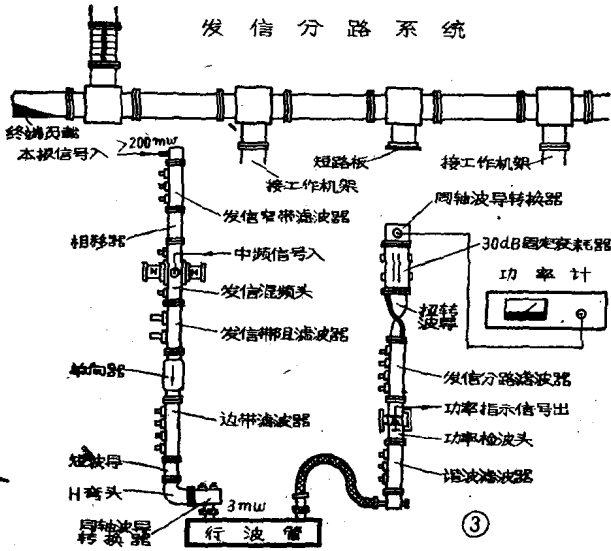 发信分路系统
终端负载
本振信号入
>200mw
接工作机架
短路板
接工作机架
发信窄带滤波器
相移器
中频信号入
发信混频头
发信带阻滤波器
单向器
边带滤波器
短波导
H弯头
同轴波导
转换器
3mw
行波管
同轴波导转换器
30dB固定衰耗器
功率计
扭转
波导
发信分路滤波器
功率指示信号出
功率检波头
谐波滤波器
③